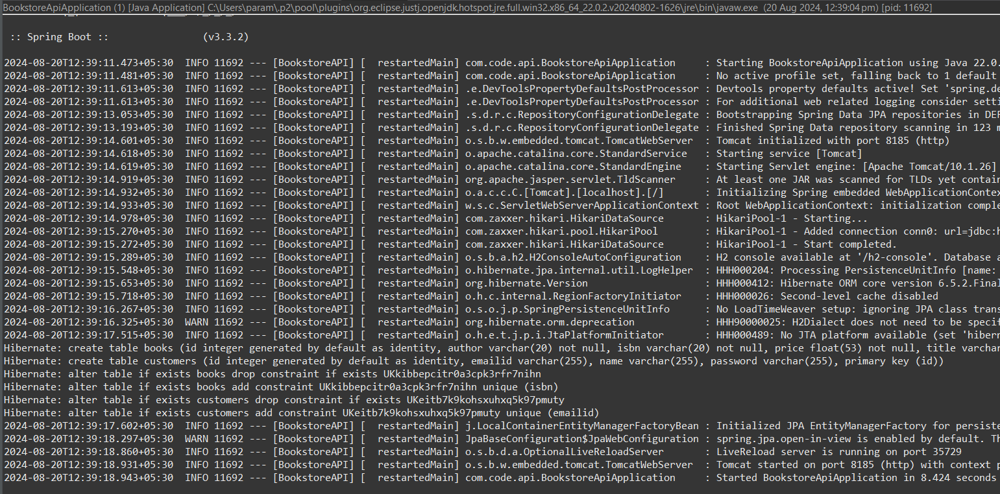 BookstoreApiApplication (1) [Java Application] C:\Users\param\.p2\pool\plugins\org.eclipse.justj.openjdk.hotspot.jre.full.win32.x86_64_22.0.2.v20240802-1626\jre\bin\javaw.exe (20 Aug 2024, 12:39:04 pm) [pid: 11692]
:: Spring Boot :: (v3.3.2)
2024-08-20T12:39:11.473+05:30 INFO 11692 --- [BookstoreAPI] [ restartedMain] com.code.api.BookstoreApiApplication : Starting BookstoreApiApplication using Java 22.0.
2024-08-20T12:39:11.481+05:30 INFO 11692 --- [BookstoreAPI] [ restartedMain] com.code.api.BookstoreApiApplication : No active profile set, falling back to 1 default
2024-08-20T12:39:11.613+05:30 INFO 11692 --- [BookstoreAPI] [ restartedMain] .e.DevToolsPropertyDefaultsPostProcessor : Devtools property defaults active! Set 'spring.de
2024-08-20T12:39:11.613+05:30 INFO 11692 --- [BookstoreAPI] [ restartedMain] .e.DevToolsPropertyDefaultsPostProcessor : For additional web related logging consider setti
2024-08-20T12:39:13.053+05:30 INFO 11692 --- [BookstoreAPI] [ restartedMain] .s.d.r.c.RepositoryConfigurationDelegate : Bootstrapping Spring Data JPA repositories in DEF
2024-08-20T12:39:13.193+05:30 INFO 11692 --- [BookstoreAPI] [ restartedMain] .s.d.r.c.RepositoryConfigurationDelegate : Finished Spring Data repository scanning in 123 m
2024-08-20T12:39:14.601+05:30 INFO 11692 --- [BookstoreAPI] [ restartedMain] o.s.b.w.embedded.tomcat.TomcatWebServer : Tomcat initialized with port 8185 (http)
2024-08-20T12:39:14.618+05:30 INFO 11692 --- [BookstoreAPI] [ restartedMain] o.apache.catalina.core.StandardService : Starting service [Tomcat]
2024-08-20T12:39:14.619+05:30 INFO 11692 --- [BookstoreAPI] [ restartedMain] o.apache.catalina.core.StandardEngine : Starting Servlet engine: [Apache Tomcat/10.1.26]
2024-08-20T12:39:14.919+05:30 INFO 11692 --- [BookstoreAPI] [ restartedMain] org.apache.jasper.servlet.TldScanner : At least one JAR was scanned for TLDs yet contain
2024-08-20T12:39:14.932+05:30 INFO 11692 --- [BookstoreAPI] [ restartedMain] o.a.c.c.C.[Tomcat].[localhost].[/] : Initializing Spring embedded WebApplicationContex
2024-08-20T12:39:14.933+05:30 INFO 11692 --- [BookstoreAPI] [ restartedMain] w.s.c.ServletWebServerApplicationContext : Root WebApplicationContext: initialization comple
2024-08-20T12:39:14.978+05:30 INFO 11692 --- [BookstoreAPI] [ restartedMain] com.zaxxer.hikari.HikariDataSource : HikariPool-1 - Starting...
2024-08-20T12:39:15.270+05:30 INFO 11692 --- [BookstoreAPI] [ restartedMain] com.zaxxer.hikari.pool.HikariPool : HikariPool-1 - Added connection conn0: url=jdbc:h
2024-08-20T12:39:15.272+05:30 INFO 11692 --- [BookstoreAPI] [ restartedMain] com.zaxxer.hikari.HikariDataSource : HikariPool-1 - Start completed.
2024-08-20T12:39:15.289+05:30 INFO 11692 --- [BookstoreAPI] [ restartedMain] o.s.b.a.h2.H2ConsoleAutoConfiguration : H2 console available at '/h2-console'. Database a
2024-08-20T12:39:15.548+05:30 INFO 11692 --- [BookstoreAPI] [ restartedMain] o.hibernate.jpa.internal.util.LogHelper : HHH000204: Processing PersistenceUnitInfo [name:
2024-08-20T12:39:15.653+05:30 INFO 11692 --- [BookstoreAPI] [ restartedMain] org.hibernate.Version : HHH000412: Hibernate ORM core version 6.5.2.Final
2024-08-20T12:39:15.718+05:30 INFO 11692 --- [BookstoreAPI] [ restartedMain] o.h.c.internal.RegionFactoryInitiator : HHH000026: Second-level cache disabled
2024-08-20T12:39:16.267+05:30 INFO 11692 --- [BookstoreAPI] [ restartedMain] o.s.o.j.p.SpringPersistenceUnitInfo : No LoadTimeWeaver setup: ignoring JPA class trans
2024-08-20T12:39:16.325+05:30 WARN 11692 --- [BookstoreAPI] [ restartedMain] org.hibernate.orm.deprecation : HHH90000025: H2Dialect does not need to be specif
2024-08-20T12:39:17.515+05:30 INFO 11692 --- [BookstoreAPI] [ restartedMain] o.h.e.t.j.p.i.JtaPlatformInitiator : HHH000489: No JTA platform available (set 'hibern
Hibernate: create table books (id integer generated by default as identity, author varchar(20) not null, isbn varchar(20) not null, price float(53) not null, title varchar
Hibernate: create table customers (id integer generated by default as identity, emailid varchar(255), name varchar(255), password varchar(255), primary key (id))
Hibernate: alter table if exists books drop constraint if exists UKkibbepcitr0a3cpk3rfr7nihn
Hibernate: alter table if exists books add constraint UKkibbepcitr0a3cpk3rfr7nihn unique (isbn)
Hibernate: alter table if exists customers drop constraint if exists UKeitb7k9kohsxuhxq5k97pmuty
Hibernate: alter table if exists customers add constraint UKeitb7k9kohsxuhxq5k97pmuty unique (emailid)
2024-08-20T12:39:17.602+05:30 INFO 11692 --- [BookstoreAPI] [ restartedMain] j.LocalContainerEntityManagerFactoryBean : Initialized JPA EntityManagerFactory for persiste
2024-08-20T12:39:18.297+05:30 WARN 11692 --- [BookstoreAPI] [ restartedMain] JpaBaseConfiguration$JpaWebConfiguration : spring.jpa.open-in-view is enabled by default. Th
2024-08-20T12:39:18.860+05:30 INFO 11692 --- [BookstoreAPI] [ restartedMain] o.s.b.d.a.OptionalLiveReloadServer : LiveReload server is running on port 35729
2024-08-20T12:39:18.931+05:30 INFO 11692 --- [BookstoreAPI] [ restartedMain] o.s.b.w.embedded.tomcat.TomcatWebServer : Tomcat started on port 8185 (http) with context p
2024-08-20T12:39:18.943+05:30 INFO 11692 --- [BookstoreAPI] [ restartedMain] com.code.api.BookstoreApiApplication : Started BookstoreApiApplication in 8.424 seconds